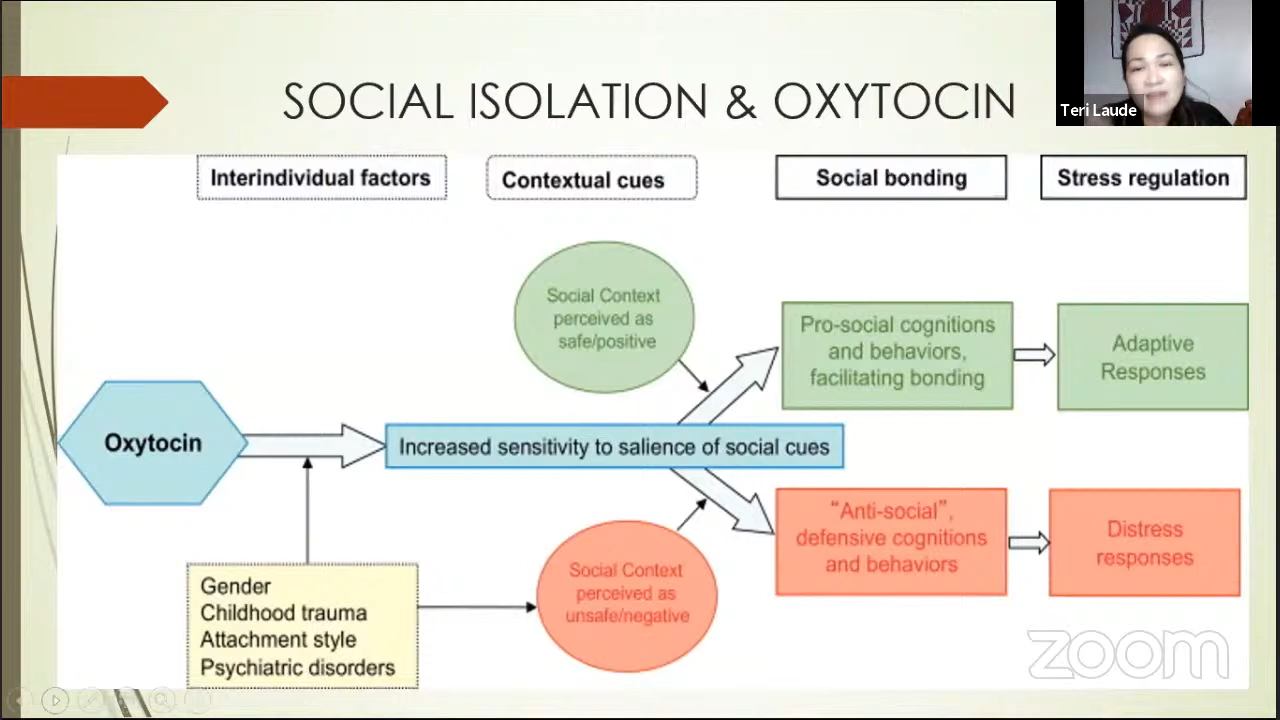 SOCIAL ISOLATION & OXYTOCIN
Teri Laude
Interindividual factors
Contextual cues
Social bonding
Stress regulation
Social Context
perceived as
safe/positive
Pro-social cognitions
and behaviors,
facilitating bonding
Adaptive
Responses
Oxytocin
Increased sensitivity to salience of social cues
“Anti-social”,
defensive cognitions
and behaviors
Distress
responses
Social Context
perceived as
unsafe/negative
Gender
Childhood trauma
Attachment style
Psychiatric disorders
zoom